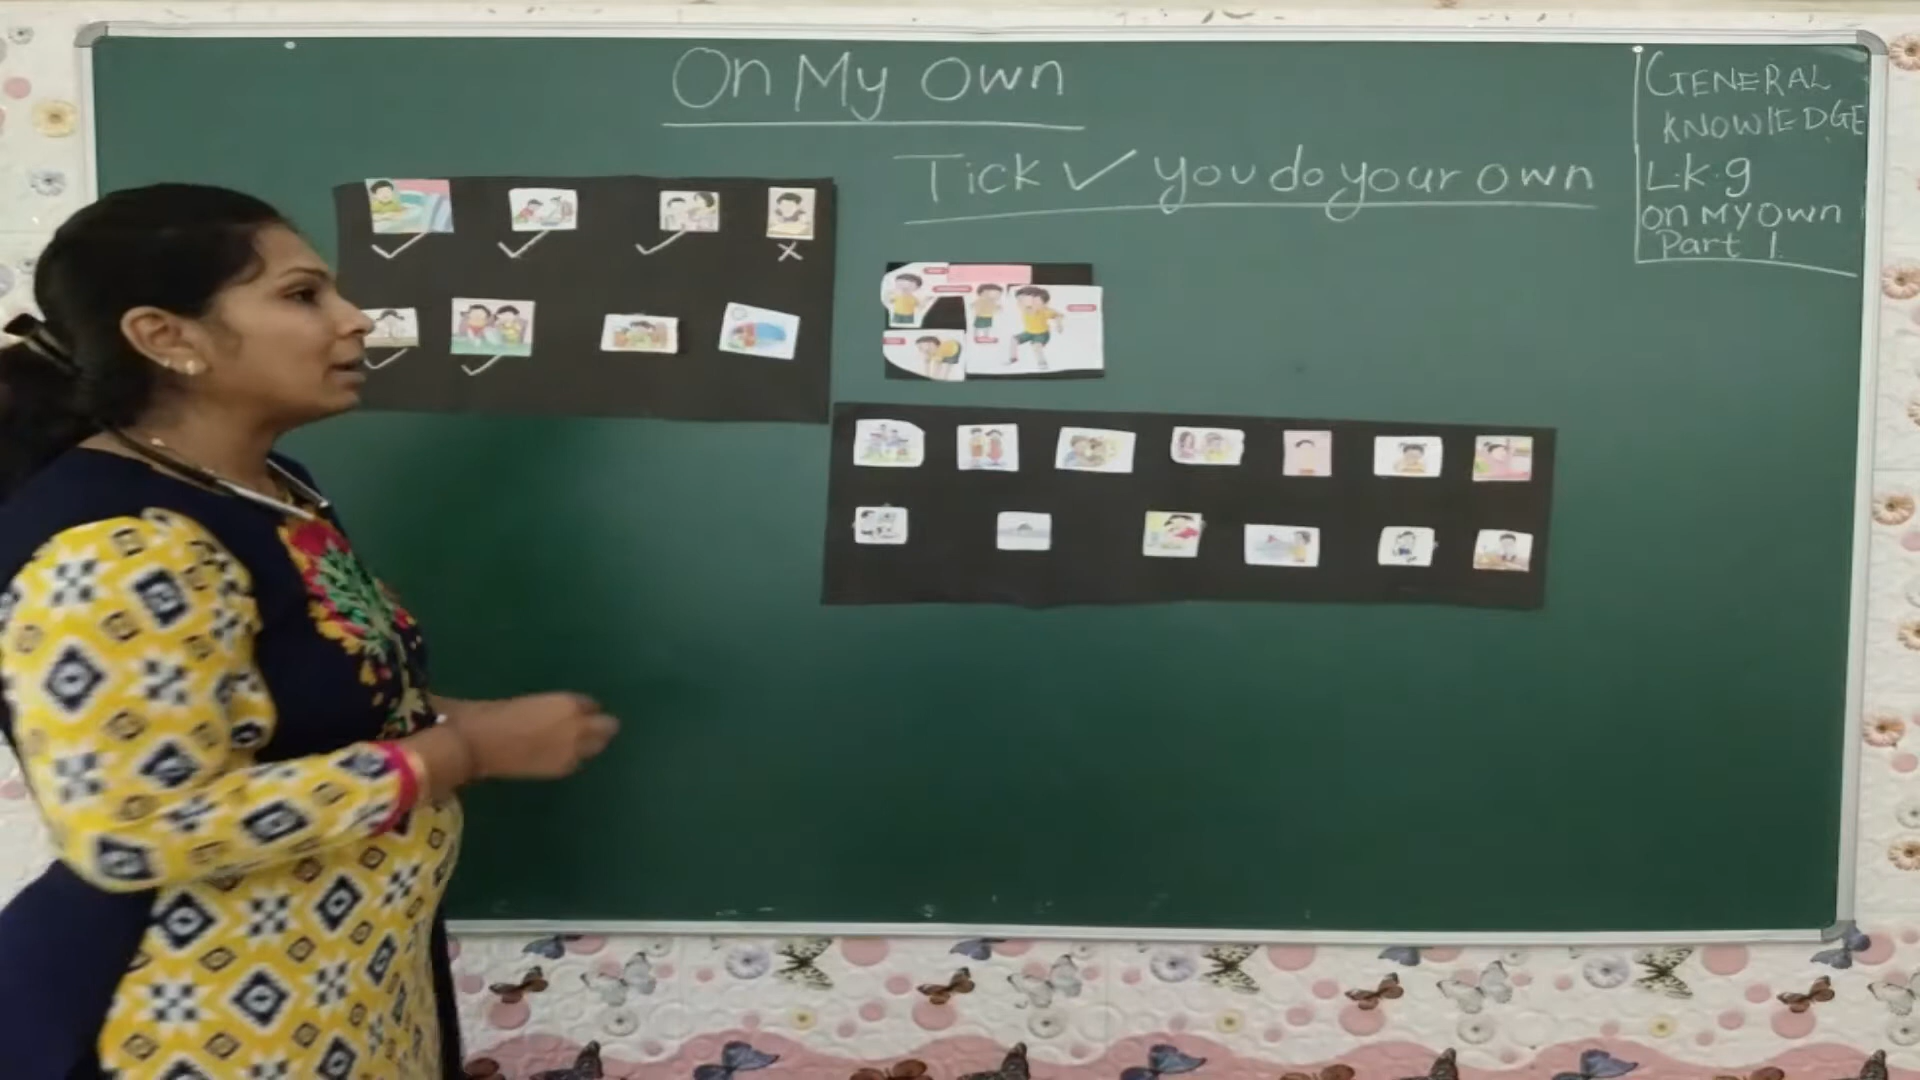 On My Own
Tick ✓ you do your own
GENERAL
KNOWlEDGE
L.k.g
on MY Own
Part 1.